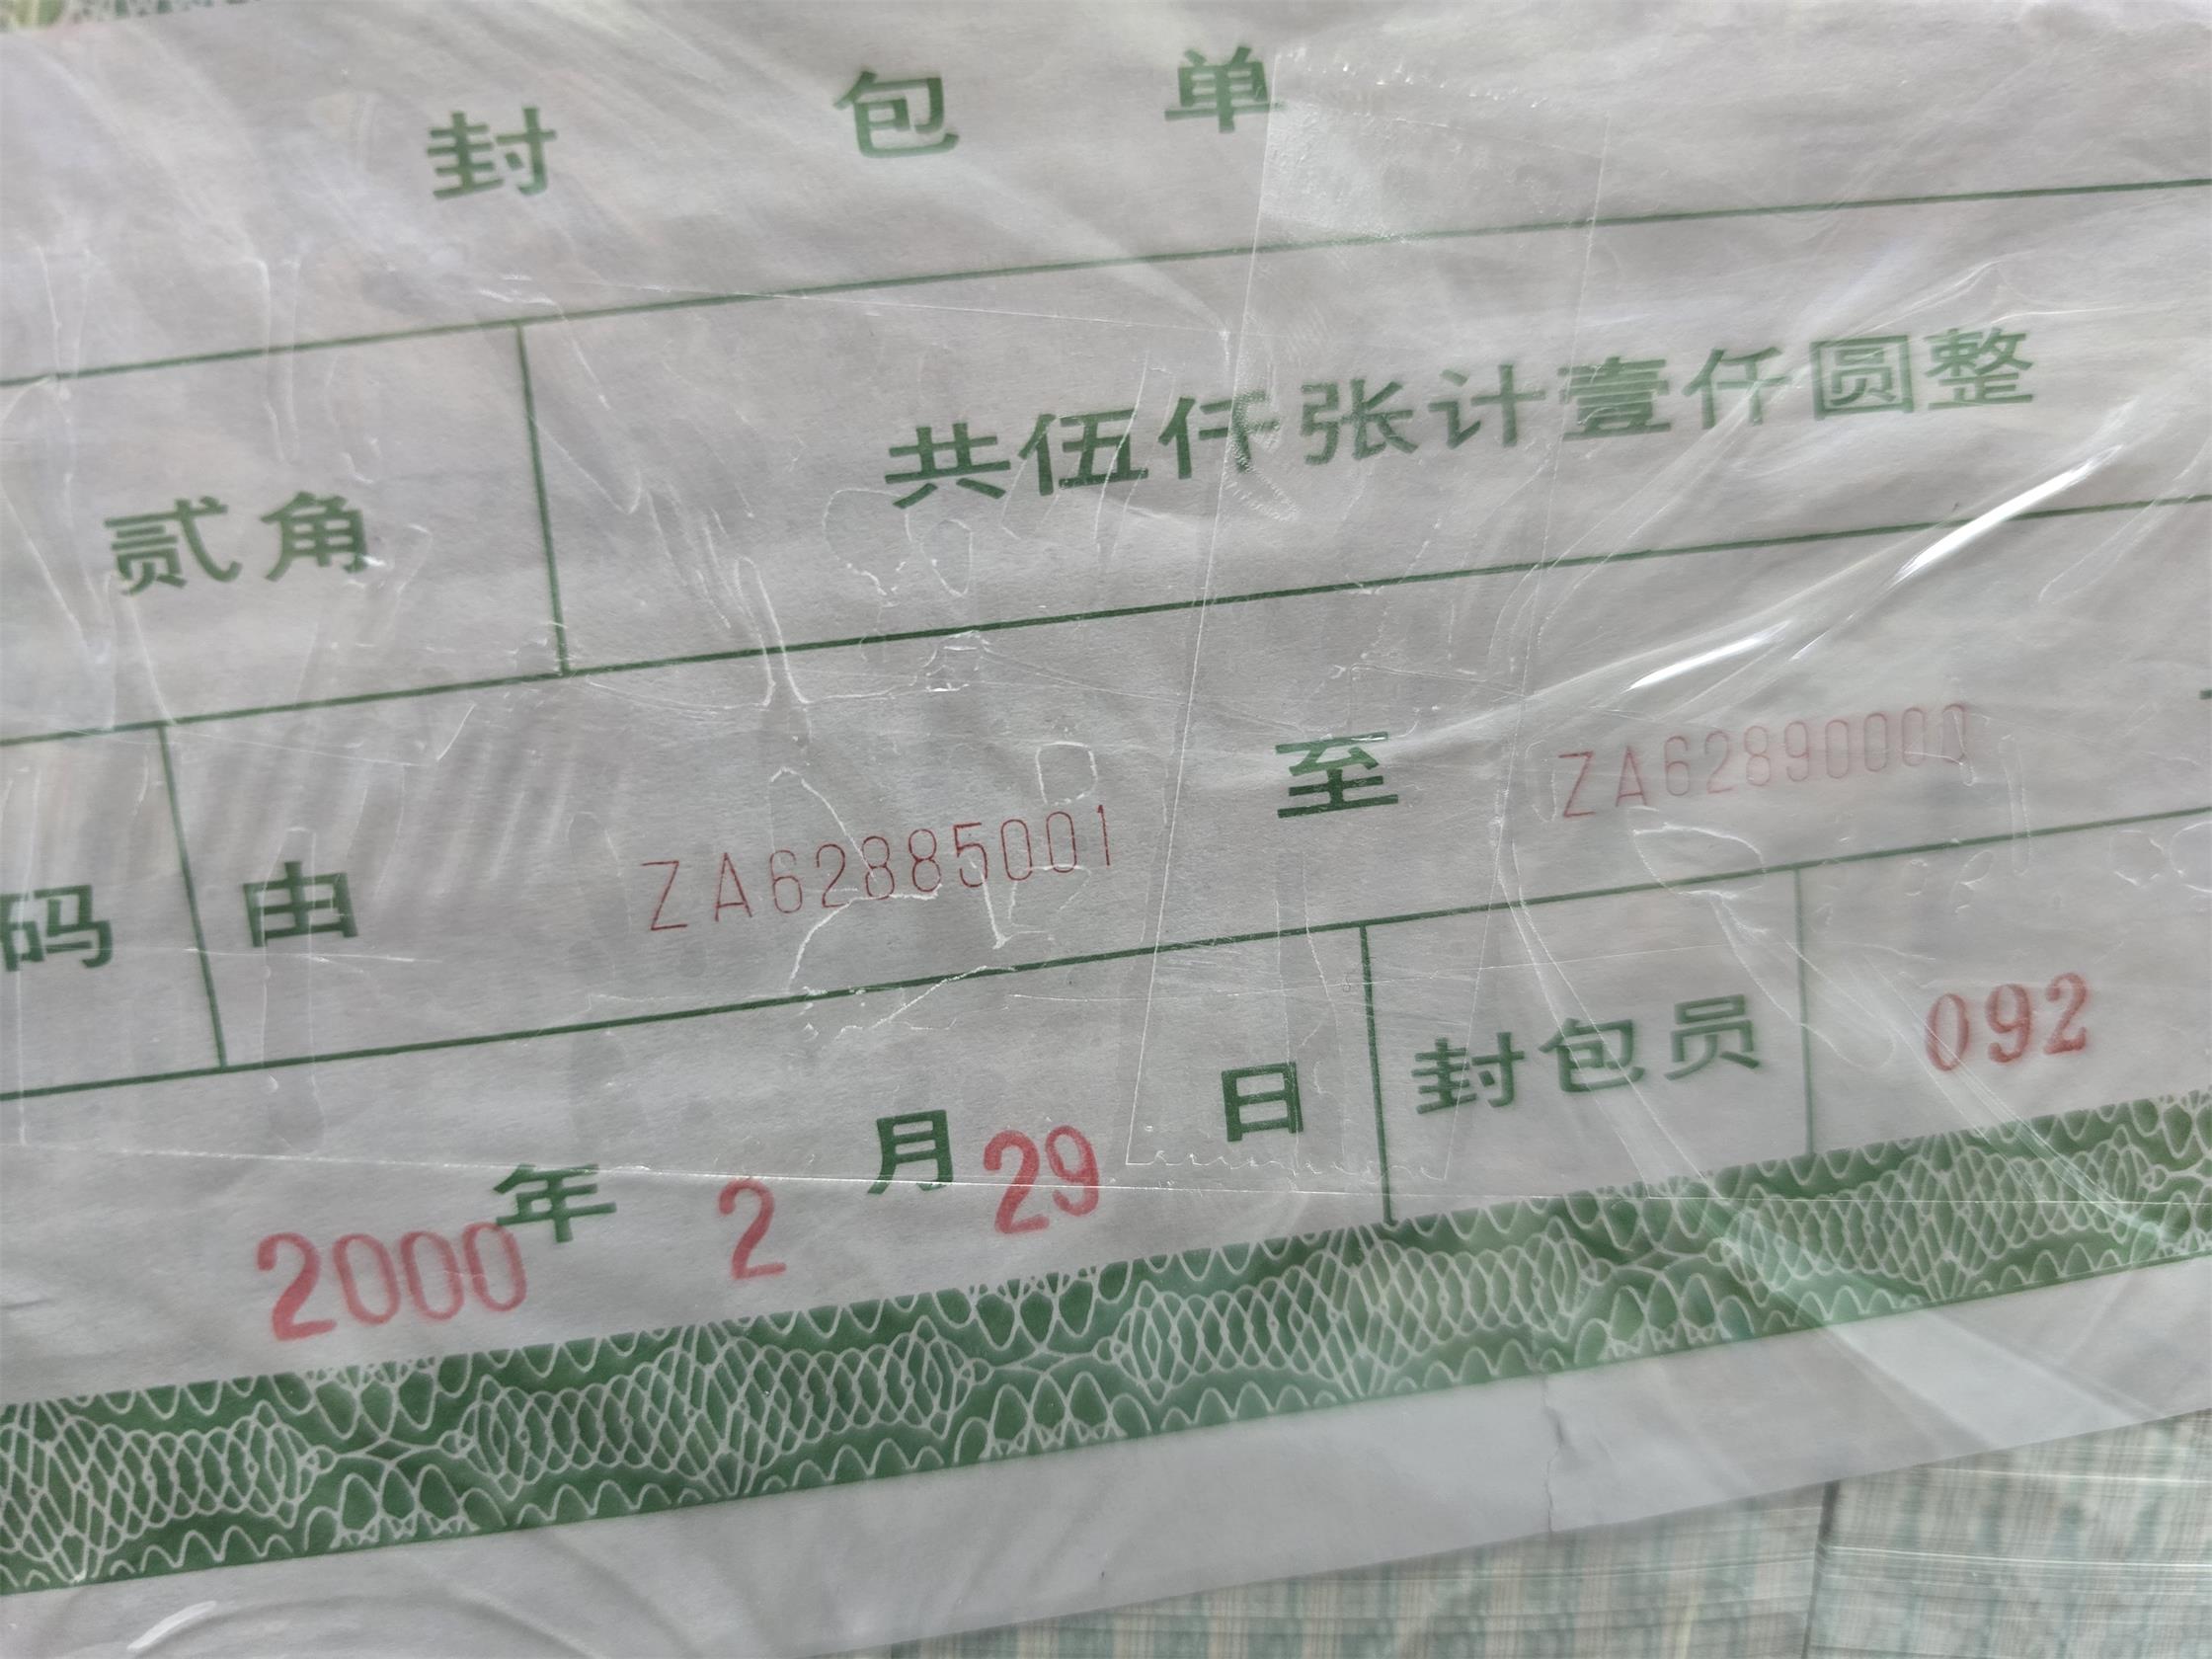 封包单
贰角 共伍仟张计壹仟圆整
码 由 ZA62885001 至 ZA62890000
2000年 2月29日 封包员 092